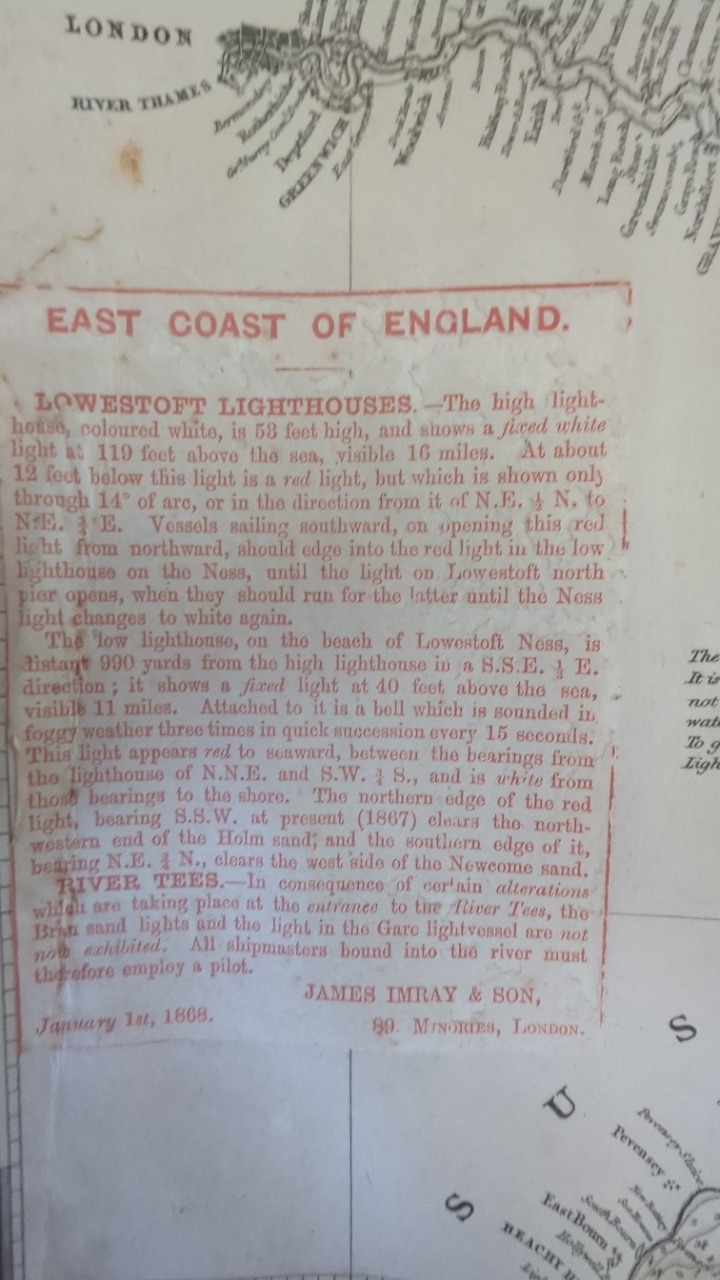 LONDON
RIVER THAMES
Bermondsey
Rotherhithe
Deptford
GREENWICH
Woolwich
Erith
Long Reach
Greenhithe
EAST COAST OF ENGLAND.
LOWESTOFT LIGHTHOUSES.—The high light-
house, coloured white, is 53 feet high, and shows a fixed white
light at 119 feet above the sea, visible 16 miles. At about
12 feet below this light is a red light, but which is shown only
through 14° of arc, or in the direction from it of N.E. N. to
N.E. E. Vessels sailing southward, on opening this red
light from northward, should edge into the red light in the low
lighthouse on the Ness, until the light on Lowestoft north
pier opens, when they should run for the latter until the Ness
light changes to white again.
The low lighthouse, on the beach of Lowestoft Ness, is
distant 990 yards from the high lighthouse in a S.S.E. E.
direction; it shows a fixed light at 40 feet above the sea,
visible 11 miles. Attached to it is a bell which is sounded in
foggy weather three times in quick succession every 15 seconds.
This light appears red to seaward, between the bearings from
the lighthouse of N.N.E. and S.W. S., and is white from
those bearings to the shore. The northern edge of the red
light, bearing S.S.W. at present (1867) clears the north-
western end of the Holm sand; and the southern edge of it,
bearing N.E. N., clears the west side of the Newcome sand.
RIVER TEES.—In consequence of certain alterations
which are taking place at the entrance to the River Tees, the
Bran sand lights and the light in the Gare lightvessel are not
now exhibited. All shipmasters bound into the river must
therefore employ a pilot.
JAMES IMRAY & SON,
January 1st, 1868.
89. MINORIES, LONDON.
The
It is
not
wat
To g
Ligh
S U S
Pevensey
East Bourn
BEACHY